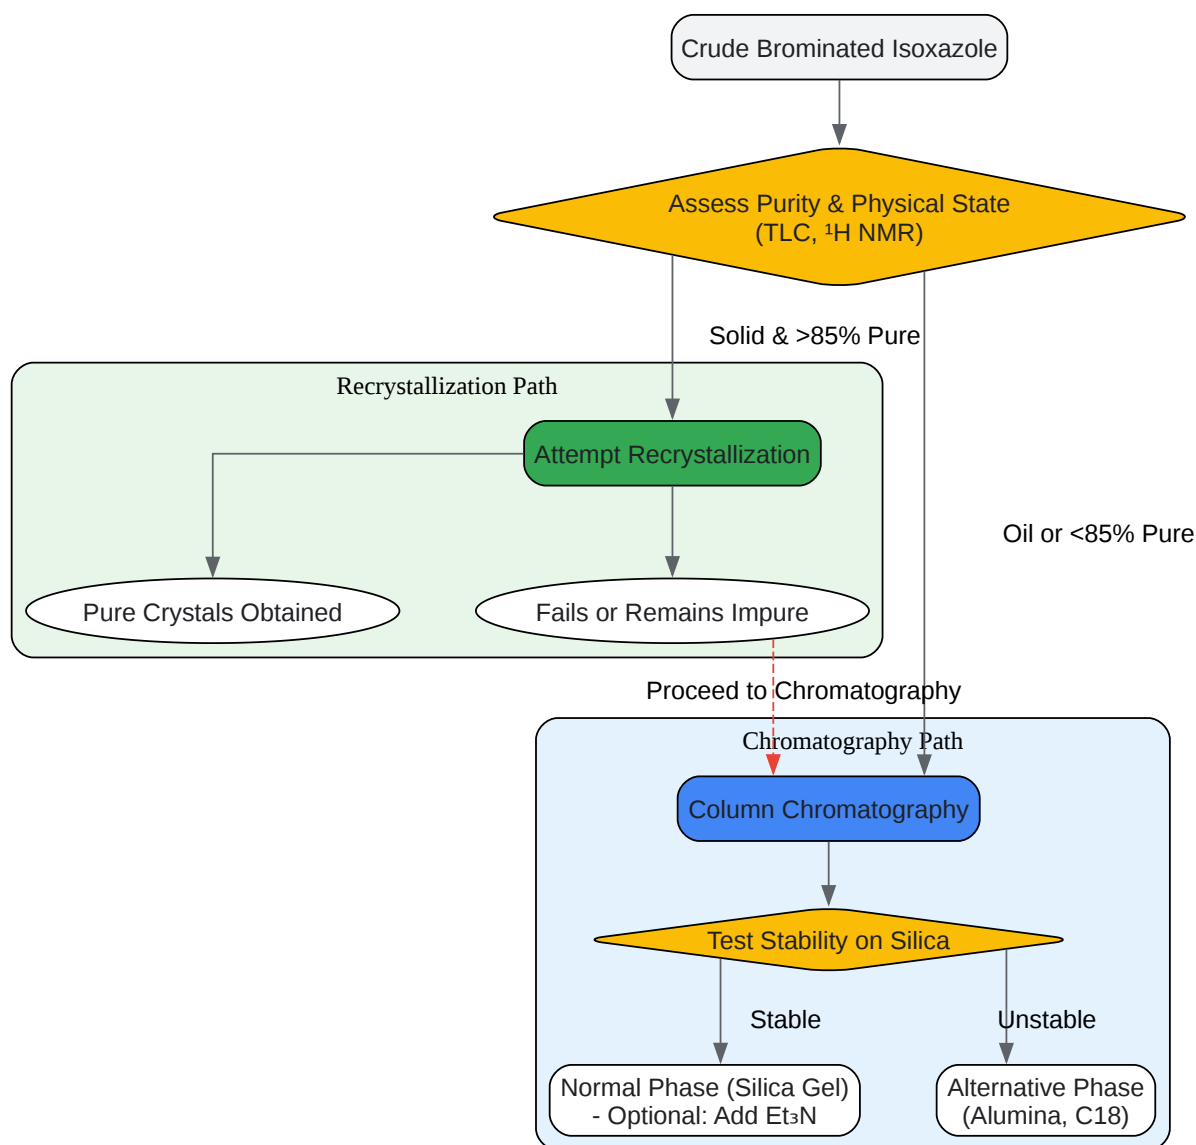 Crude Brominated Isoxazole
Assess Purity & Physical State
(TLC, ¹H NMR)
Solid & >85% Pure
Recrystallization Path
Attempt Recrystallization
Oil or <85% Pure
Pure Crystals Obtained
Fails or Remains Impure
Proceed to Chromatography
Chromatography Path
Column Chromatography
Test Stability on Silica
Stable
Unstable
Normal Phase (Silica Gel)
- Optional: Add Et₃N
Alternative Phase
(Alumina, C18)